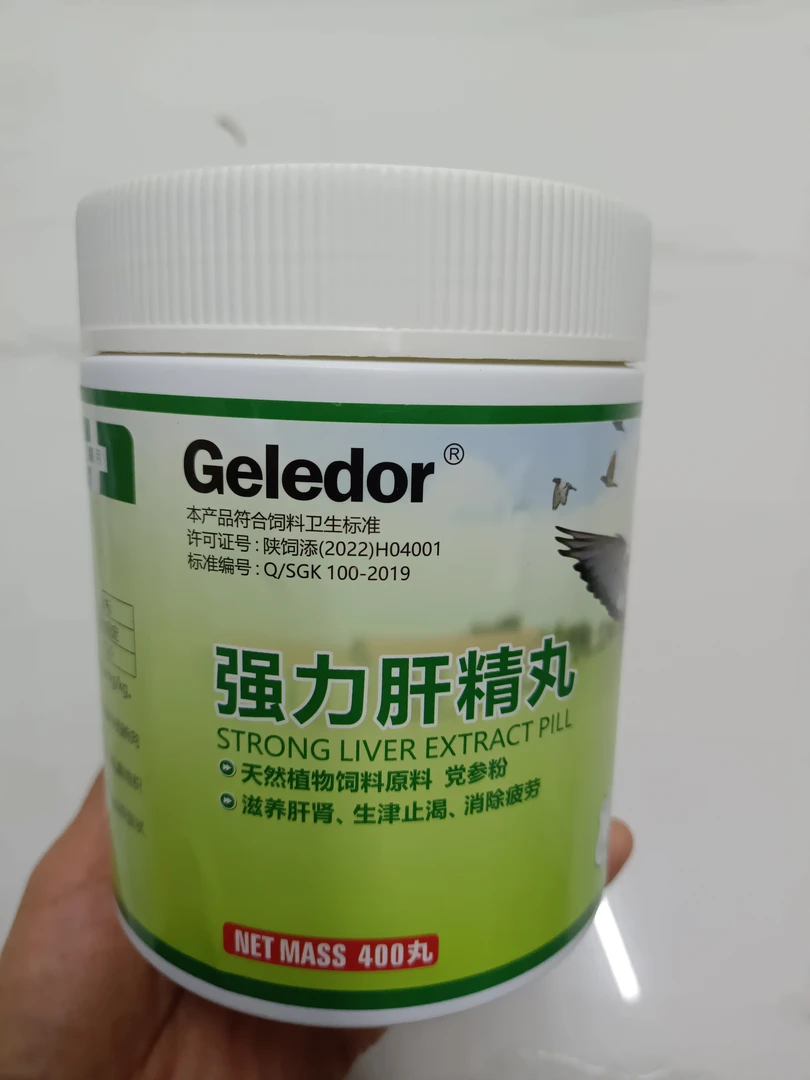 Geledor®
本产品符合饲料卫生标准
许可证号：陕饲添(2022)H04001
标准编号：Q/SGK 100-2019
强力肝精丸
STRONG LIVER EXTRACT PILL
天然植物饲料原料 党参粉
滋养肝肾、生津止渴、消除疲劳
NET MASS 400丸